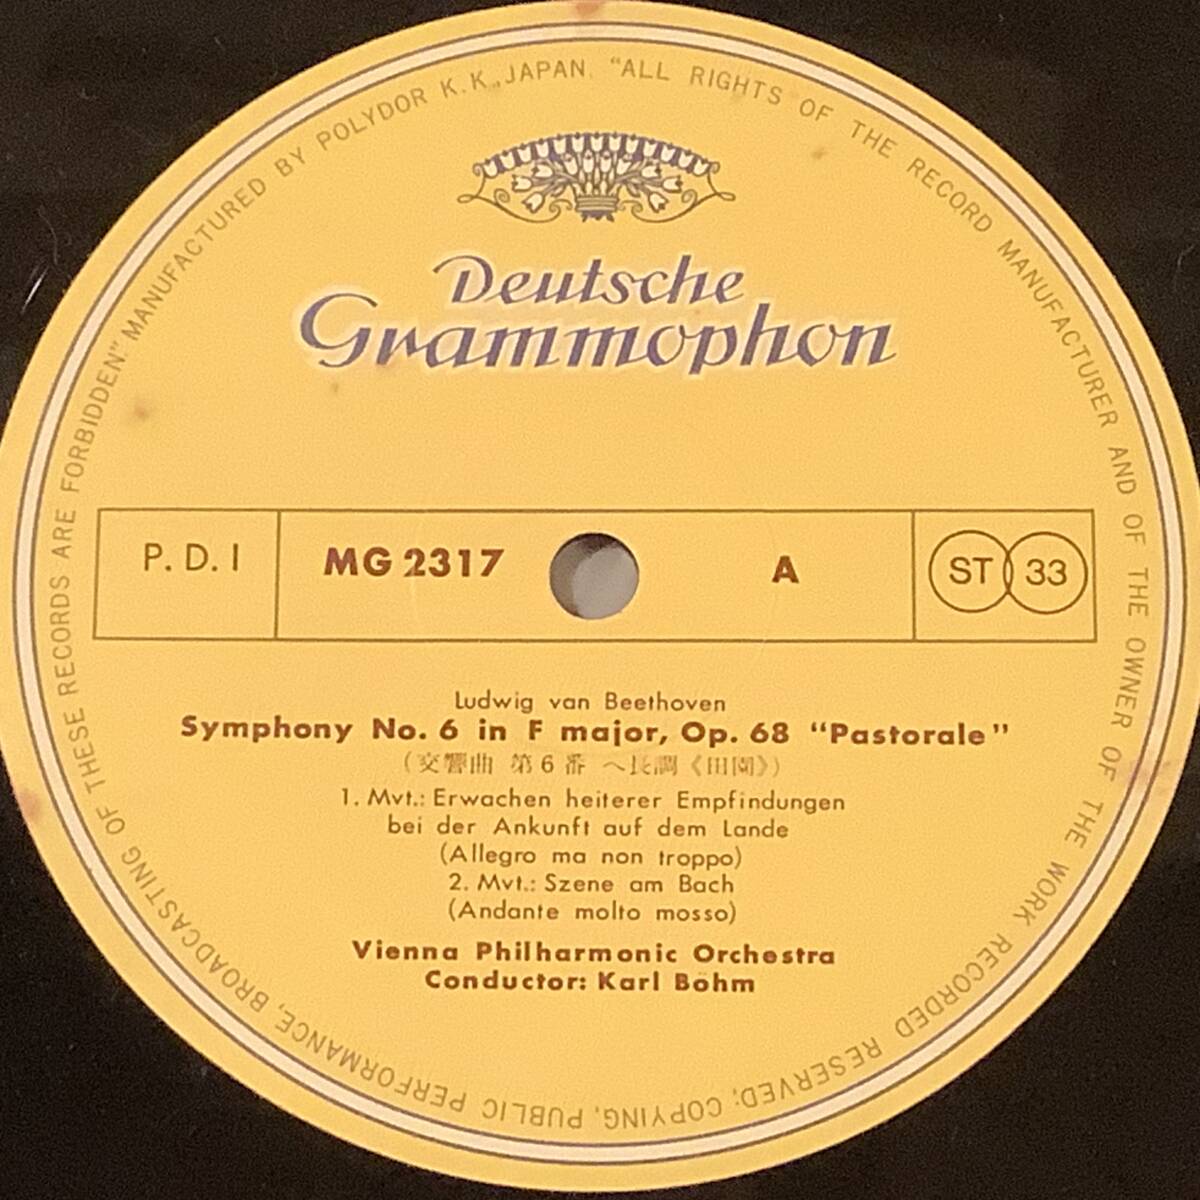 "ALL RIGHTS OF THE RECORD MANUFACTURER AND OF THE OWNER OF THE WORK RECORDED RESERVED; COPYING, PUBLIC PERFORMANCE, BROADCASTING OF THESE RECORDS ARE FORBIDDEN." MANUFACTURED BY POLYDOR K.K., JAPAN.
Deutsche
Grammophon
P.D.I MG 2317 A ST 33
Ludwig van Beethoven
Symphony No. 6 in F major, Op. 68 "Pastorale"
(交響曲 第6番 ヘ長調《田園》)
1. Mvt.: Erwachen heiterer Empfindungen
bei der Ankunft auf dem Lande
(Allegro ma non troppo)
2. Mvt.: Szene am Bach
(Andante molto mosso)
Vienna Philharmonic Orchestra
Conductor: Karl Böhm